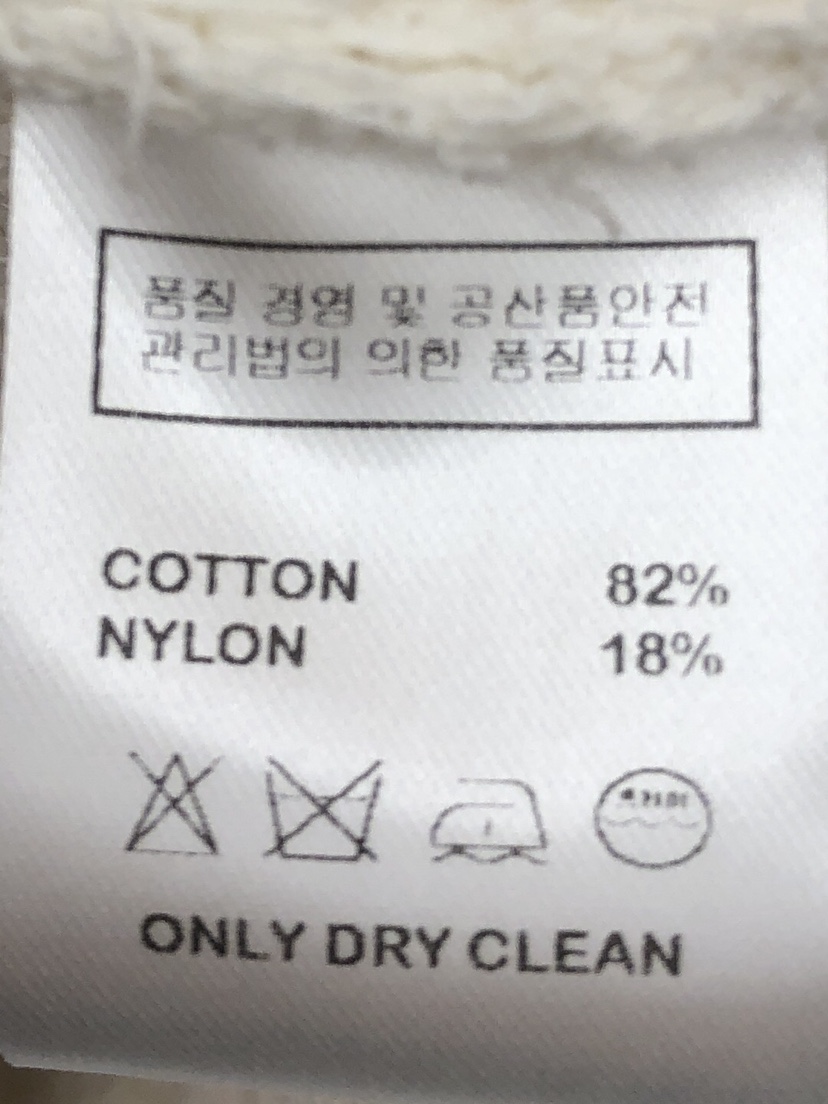 품질 경영 및 공산품안전
관리법의 의한 품질표시
COTTON 82%
NYLON 18%
ONLY DRY CLEAN